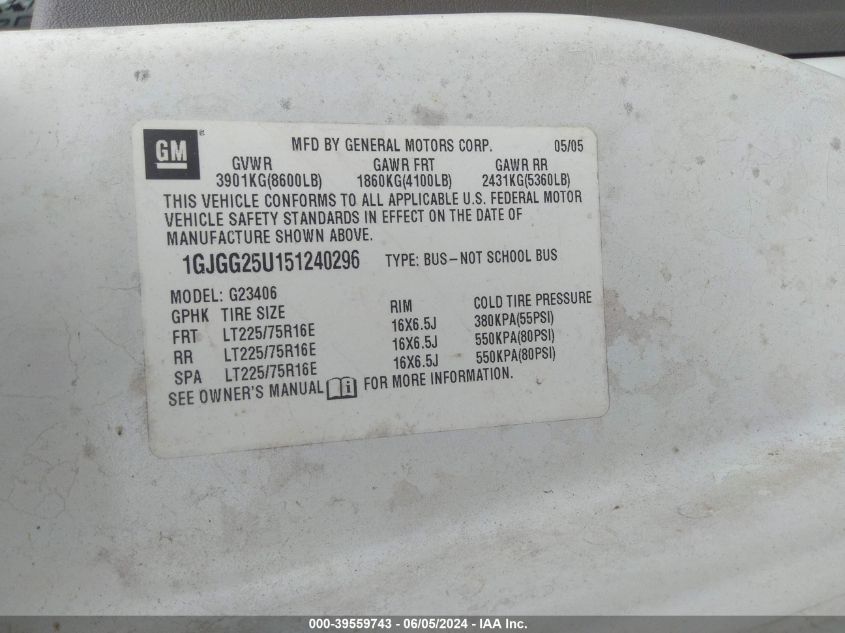 GM ®
MFD BY GENERAL MOTORS CORP. 05/05
GVWR GAWR FRT GAWR RR
3901KG(8600LB) 1860KG(4100LB) 2431KG(5360LB)
THIS VEHICLE CONFORMS TO ALL APPLICABLE U.S. FEDERAL MOTOR
VEHICLE SAFETY STANDARDS IN EFFECT ON THE DATE OF
MANUFACTURE SHOWN ABOVE.
1GJGG25U151240296 TYPE: BUS–NOT SCHOOL BUS
MODEL: G23406
GPHK TIRE SIZE RIM COLD TIRE PRESSURE
FRT LT225/75R16E 16X6.5J 380KPA(55PSI)
RR LT225/75R16E 16X6.5J 550KPA(80PSI)
SPA LT225/75R16E 16X6.5J 550KPA(80PSI)
SEE OWNER'S MANUAL i FOR MORE INFORMATION.
000-39559743 - 06/05/2024 - IAA Inc.